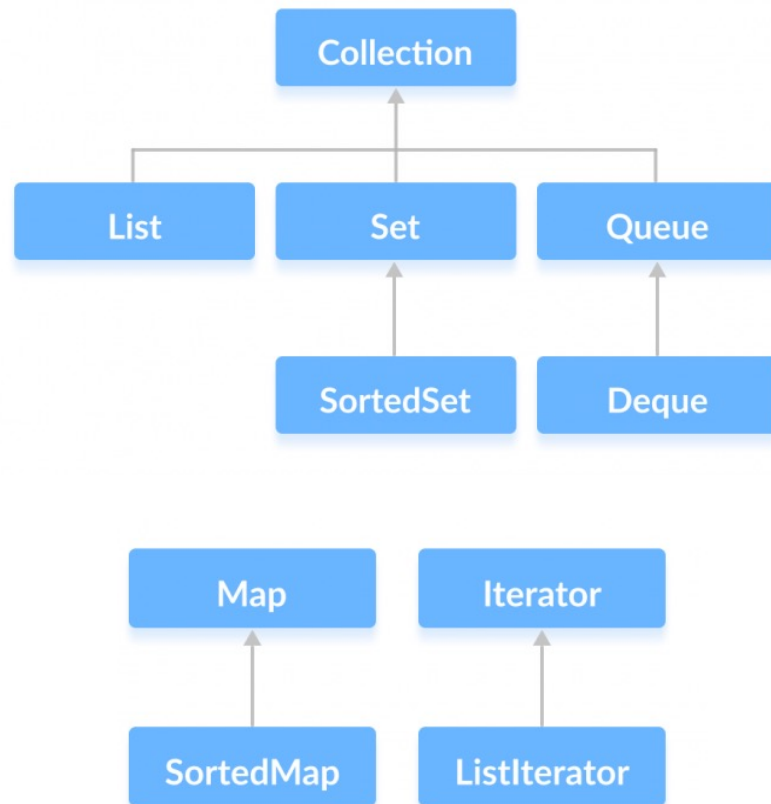 Collection
List
Set
Queue
SortedSet
Deque
Map
Iterator
SortedMap
ListIterator